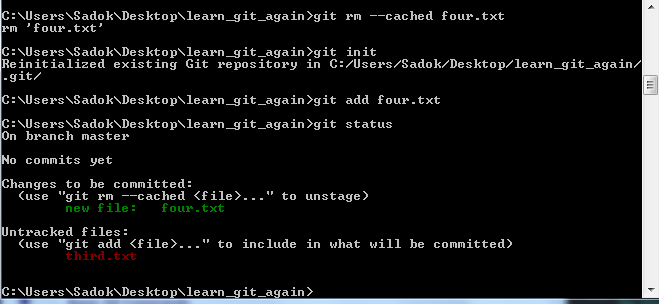 C:\Users\Sadok\Desktop\learn_git_again>git rm --cached four.txt
rm 'four.txt'
C:\Users\Sadok\Desktop\learn_git_again>git init
Reinitialized existing Git repository in C:/Users/Sadok/Desktop/learn_git_again/
.git/
C:\Users\Sadok\Desktop\learn_git_again>git add four.txt
C:\Users\Sadok\Desktop\learn_git_again>git status
On branch master
No commits yet
Changes to be committed:
(use "git rm --cached <file>..." to unstage)
new file:   four.txt
Untracked files:
(use "git add <file>..." to include in what will be committed)
third.txt
C:\Users\Sadok\Desktop\learn_git_again>